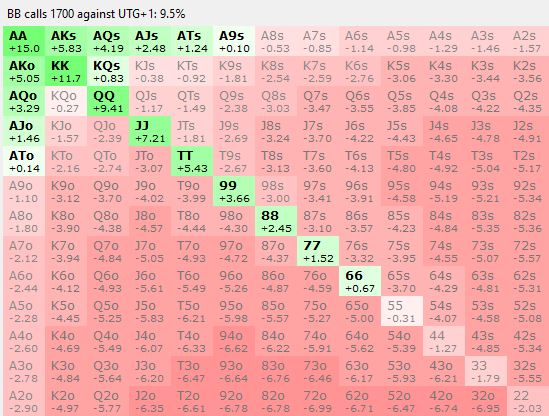 BB calls 1700 against UTG+1: 9.5%
AA AKs AQs AJs ATs A9s A8s A7s A6s A5s A4s A3s A2s
+15.0 +5.83 +4.19 +2.48 +1.24 +0.10 -0.53 -0.85 -1.14 -0.98 -1.29 -1.46 -1.57
AKo KK KQs KJs KTs K9s K8s K7s K6s K5s K4s K3s K2s
+5.05 +11.7 +0.83 -0.38 -0.92 -1.81 -2.54 -2.59 -2.76 -3.06 -3.30 -3.44 -3.56
AQo KQo QQ QJs QTs Q9s Q8s Q7s Q6s Q5s Q4s Q3s Q2s
+3.29 -0.27 +9.41 -1.17 -1.49 -2.38 -3.03 -3.47 -3.55 -3.85 -4.08 -4.22 -4.35
AJo KJo QJo JJ JTs J9s J8s J7s J6s J5s J4s J3s J2s
+1.46 -1.57 -2.39 +7.21 -1.81 -2.69 -3.24 -3.70 -4.22 -4.43 -4.65 -4.78 -4.91
ATo KTo QTo JTo TT T9s T8s T7s T6s T5s T4s T3s T2s
+0.14 -2.16 -2.74 -3.07 +5.43 -2.67 -3.13 -3.60 -4.13 -4.80 -4.92 -5.04 -5.17
A9o K9o Q9o J9o T9o 99 98s 97s 96s 95s 94s 93s 92s
-1.10 -3.12 -3.70 -4.02 -3.99 +3.66 -3.00 -3.41 -3.91 -4.58 -5.19 -5.21 -5.34
A8o K8o Q8o J8o T8o 98o 88 87s 86s 85s 84s 83s 82s
-1.80 -3.90 -4.38 -4.57 -4.44 -4.30 +2.45 -3.10 -3.57 -4.23 -4.84 -5.35 -5.36
A7o K7o Q7o J7o T7o 97o 87o 77 76s 75s 74s 73s 72s
-2.12 -3.94 -4.84 -5.05 -4.93 -4.72 -4.37 +1.52 -3.32 -3.95 -4.55 -5.07 -5.57
A6o K6o Q6o J6o T6o 96o 86o 76o 66 65s 64s 63s 62s
-2.44 -4.12 -4.93 -5.61 -5.49 -5.26 -4.87 -4.59 +0.67 -3.70 -4.29 -4.81 -5.31
A5o K5o Q5o J5o T5o 95o 85o 75o 65o 55 54s 53s 52s
-2.28 -4.45 -5.25 -5.83 -6.21 -5.98 -5.57 -5.27 -5.00 -0.31 -4.07 -4.58 -5.08
A4o K4o Q4o J4o T4o 94o 84o 74o 64o 54o 44 43s 42s
-2.60 -4.69 -5.49 -6.07 -6.33 -6.62 -6.22 -5.91 -5.62 -5.39 -1.27 -4.85 -5.34
A3o K3o Q3o J3o T3o 93o 83o 73o 63o 53o 43o 33 32s
-2.78 -4.84 -5.64 -6.20 -6.47 -6.64 -6.76 -6.46 -6.17 -5.93 -6.21 -1.79 -5.55
A2o K2o Q2o J2o T2o 92o 82o 72o 62o 52o 42o 32o 22
-2.90 -4.97 -5.77 -6.35 -6.61 -6.78 -6.78 -6.99 -6.71 -6.47 -6.74 -6.95 -2.03